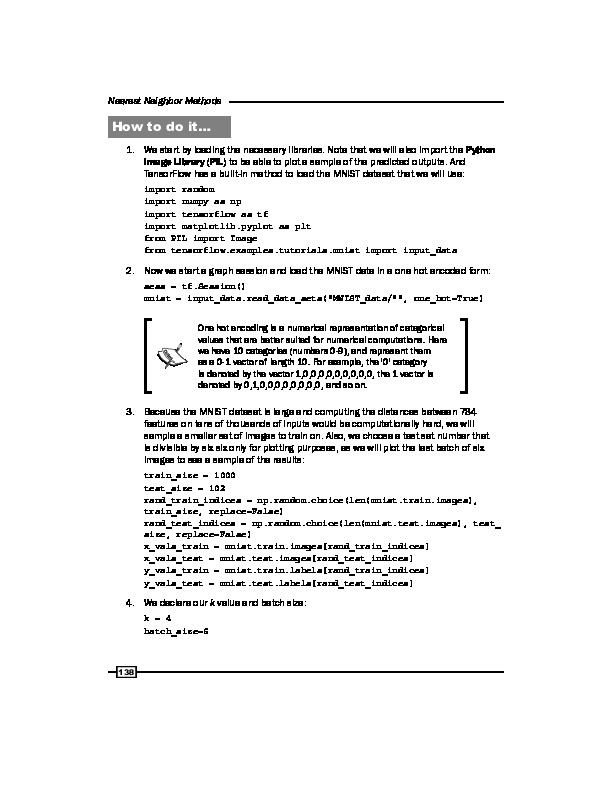 Nearest Neighbor Methods
How to do it…
1. We start by loading the necessary libraries. Note that we will also import the Python
Image Library (PIL) to be able to plot a sample of the predicted outputs. And
TensorFlow has a built-in method to load the MNIST dataset that we will use:
import random
import numpy as np
import tensorflow as tf
import matplotlib.pyplot as plt
from PIL import Image
from tensorflow.examples.tutorials.mnist import input_data
2. Now we start a graph session and load the MNIST data in a one hot encoded form:
sess = tf.Session()
mnist = input_data.read_data_sets("MNIST_data/", one_hot=True)
One hot encoding is a numerical representation of categorical
values that are better suited for numerical computations. Here
we have 10 categories (numbers 0-9), and represent them
as a 0-1 vector of length 10. For example, the '0' category
is denoted by the vector 1,0,0,0,0,0,0,0,0,0, the 1 vector is
denoted by 0,1,0,0,0,0,0,0,0,0, and so on.
3. Because the MNIST dataset is large and computing the distances between 784
features on tens of thousands of inputs would be computationally hard, we will
sample a smaller set of images to train on. Also, we choose a test set number that
is divisible by six only for plotting purposes, as we will plot the last batch of six
images to see a sample of the results:
train_size = 1000
test_size = 102
rand_train_indices = np.random.choice(len(mnist.train.images),
train_size, replace=False)
rand_test_indices = np.random.choice(len(mnist.test.images), test_
size, replace=False)
x_vals_train = mnist.train.images[rand_train_indices]
x_vals_test = mnist.test.images[rand_test_indices]
y_vals_train = mnist.train.labels[rand_train_indices]
y_vals_test = mnist.test.labels[rand_test_indices]
4. We declare our k value and batch size:
k = 4
batch_size=6
138